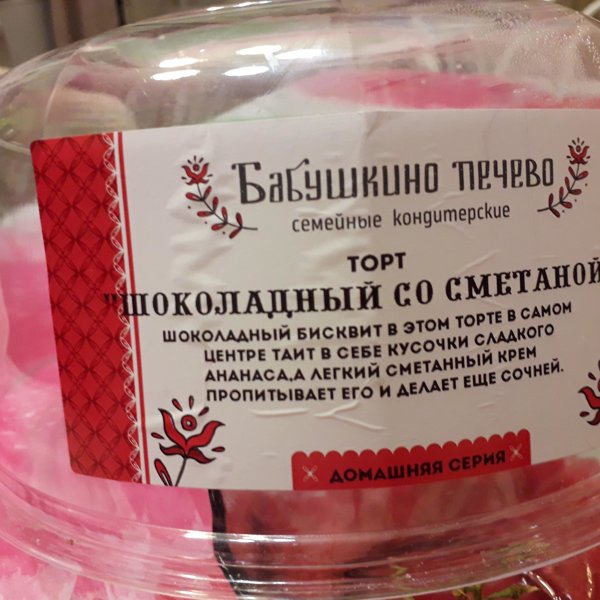 Бабушкино печево
семейные кондитерские
ТОРТ
"ШОКОЛАДНЫЙ СО СМЕТАНОЙ
ШОКОЛАДНЫЙ БИСКВИТ В ЭТОМ ТОРТЕ В САМОМ
ЦЕНТРЕ ТАИТ В СЕБЕ КУСОЧКИ СЛАДКОГО
АНАНАСА,А ЛЕГКИЙ СМЕТАННЫЙ КРЕМ
ПРОПИТЫВАЕТ ЕГО И ДЕЛАЕТ ЕЩЕ СОЧНЕЙ.
ДОМАШНЯЯ СЕРИЯ